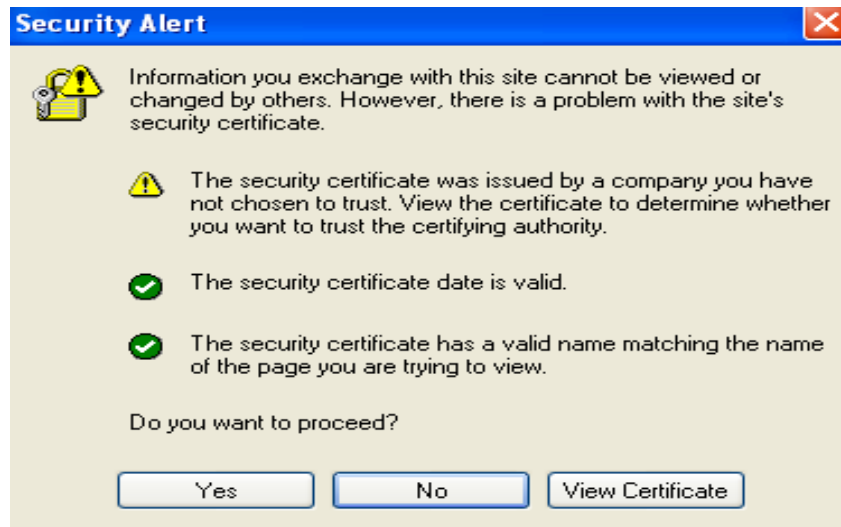 Security Alert
Information you exchange with this site cannot be viewed or
changed by others. However, there is a problem with the site's
security certificate.
The security certificate was issued by a company you have
not chosen to trust. View the certificate to determine whether
you want to trust the certifying authority.
The security certificate date is valid.
The security certificate has a valid name matching the name
of the page you are trying to view.
Do you want to proceed?
Yes No View Certificate